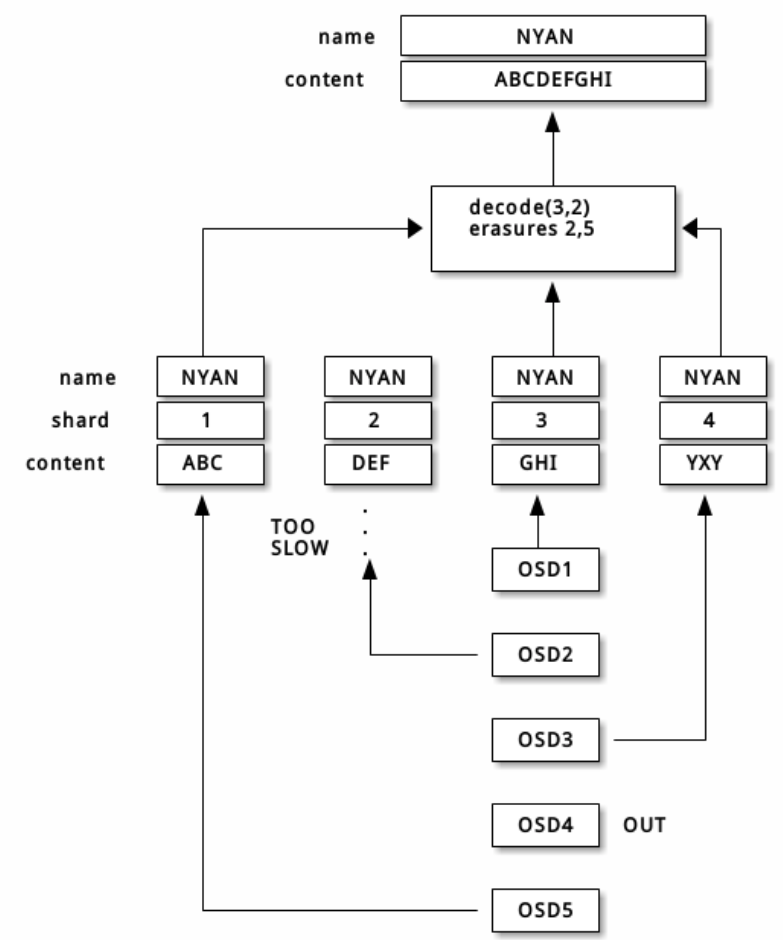 name NYAN
content ABCDEFGHI
decode(3,2)
erasures 2,5
name NYAN NYAN NYAN NYAN
shard 1 2 3 4
content ABC DEF GHI YXY
TOO
SLOW
OSD1
OSD2
OSD3
OSD4 OUT
OSD5